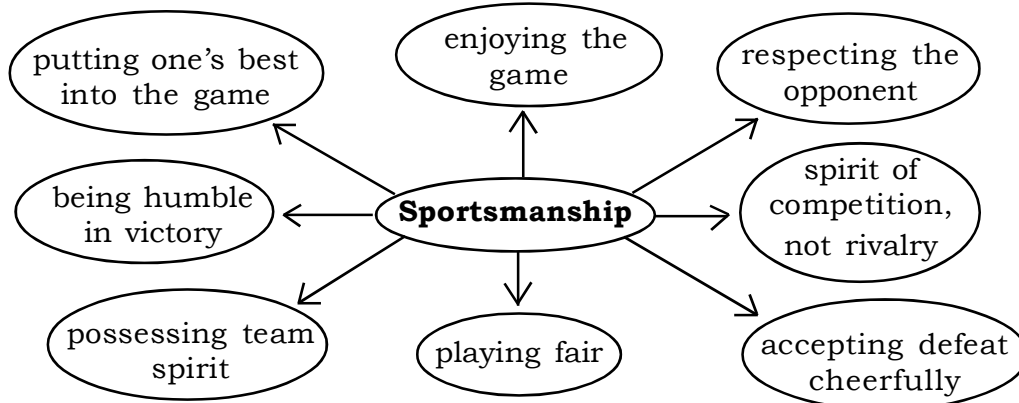 putting one's best
into the game
enjoying the
game
respecting the
opponent
being humble
in victory
Sportsmanship
spirit of
competition,
not rivalry
possessing team
spirit
playing fair
accepting defeat
cheerfully